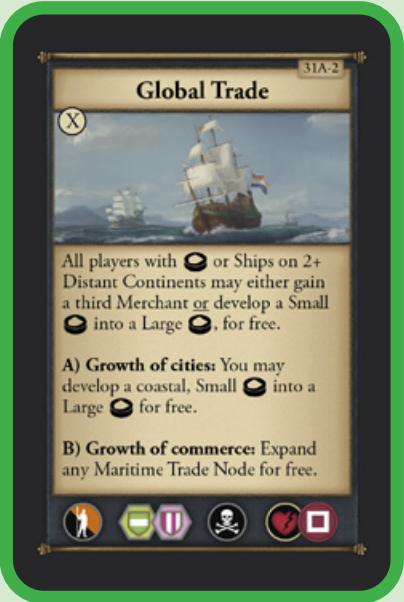 31A-2
Global Trade
X
All players with or Ships on 2+
Distant Continents may either gain
a third Merchant or develop a Small
into a Large , for free.
A) Growth of cities: You may
develop a coastal, Small into a
Large for free.
B) Growth of commerce: Expand
any Maritime Trade Node for free.